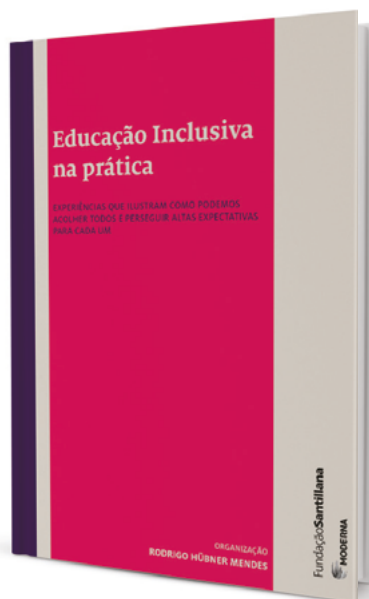 Educação Inclusiva
na prática
EXPERIÊNCIAS QUE ILUSTRAM COMO PODEMOS
ACOLHER TODOS E PERSEGUIR ALTAS EXPECTATIVAS
PARA CADA UM
ORGANIZAÇÃO
RODRIGO HÜBNER MENDES
FundaçãoSantillana
MODERNA